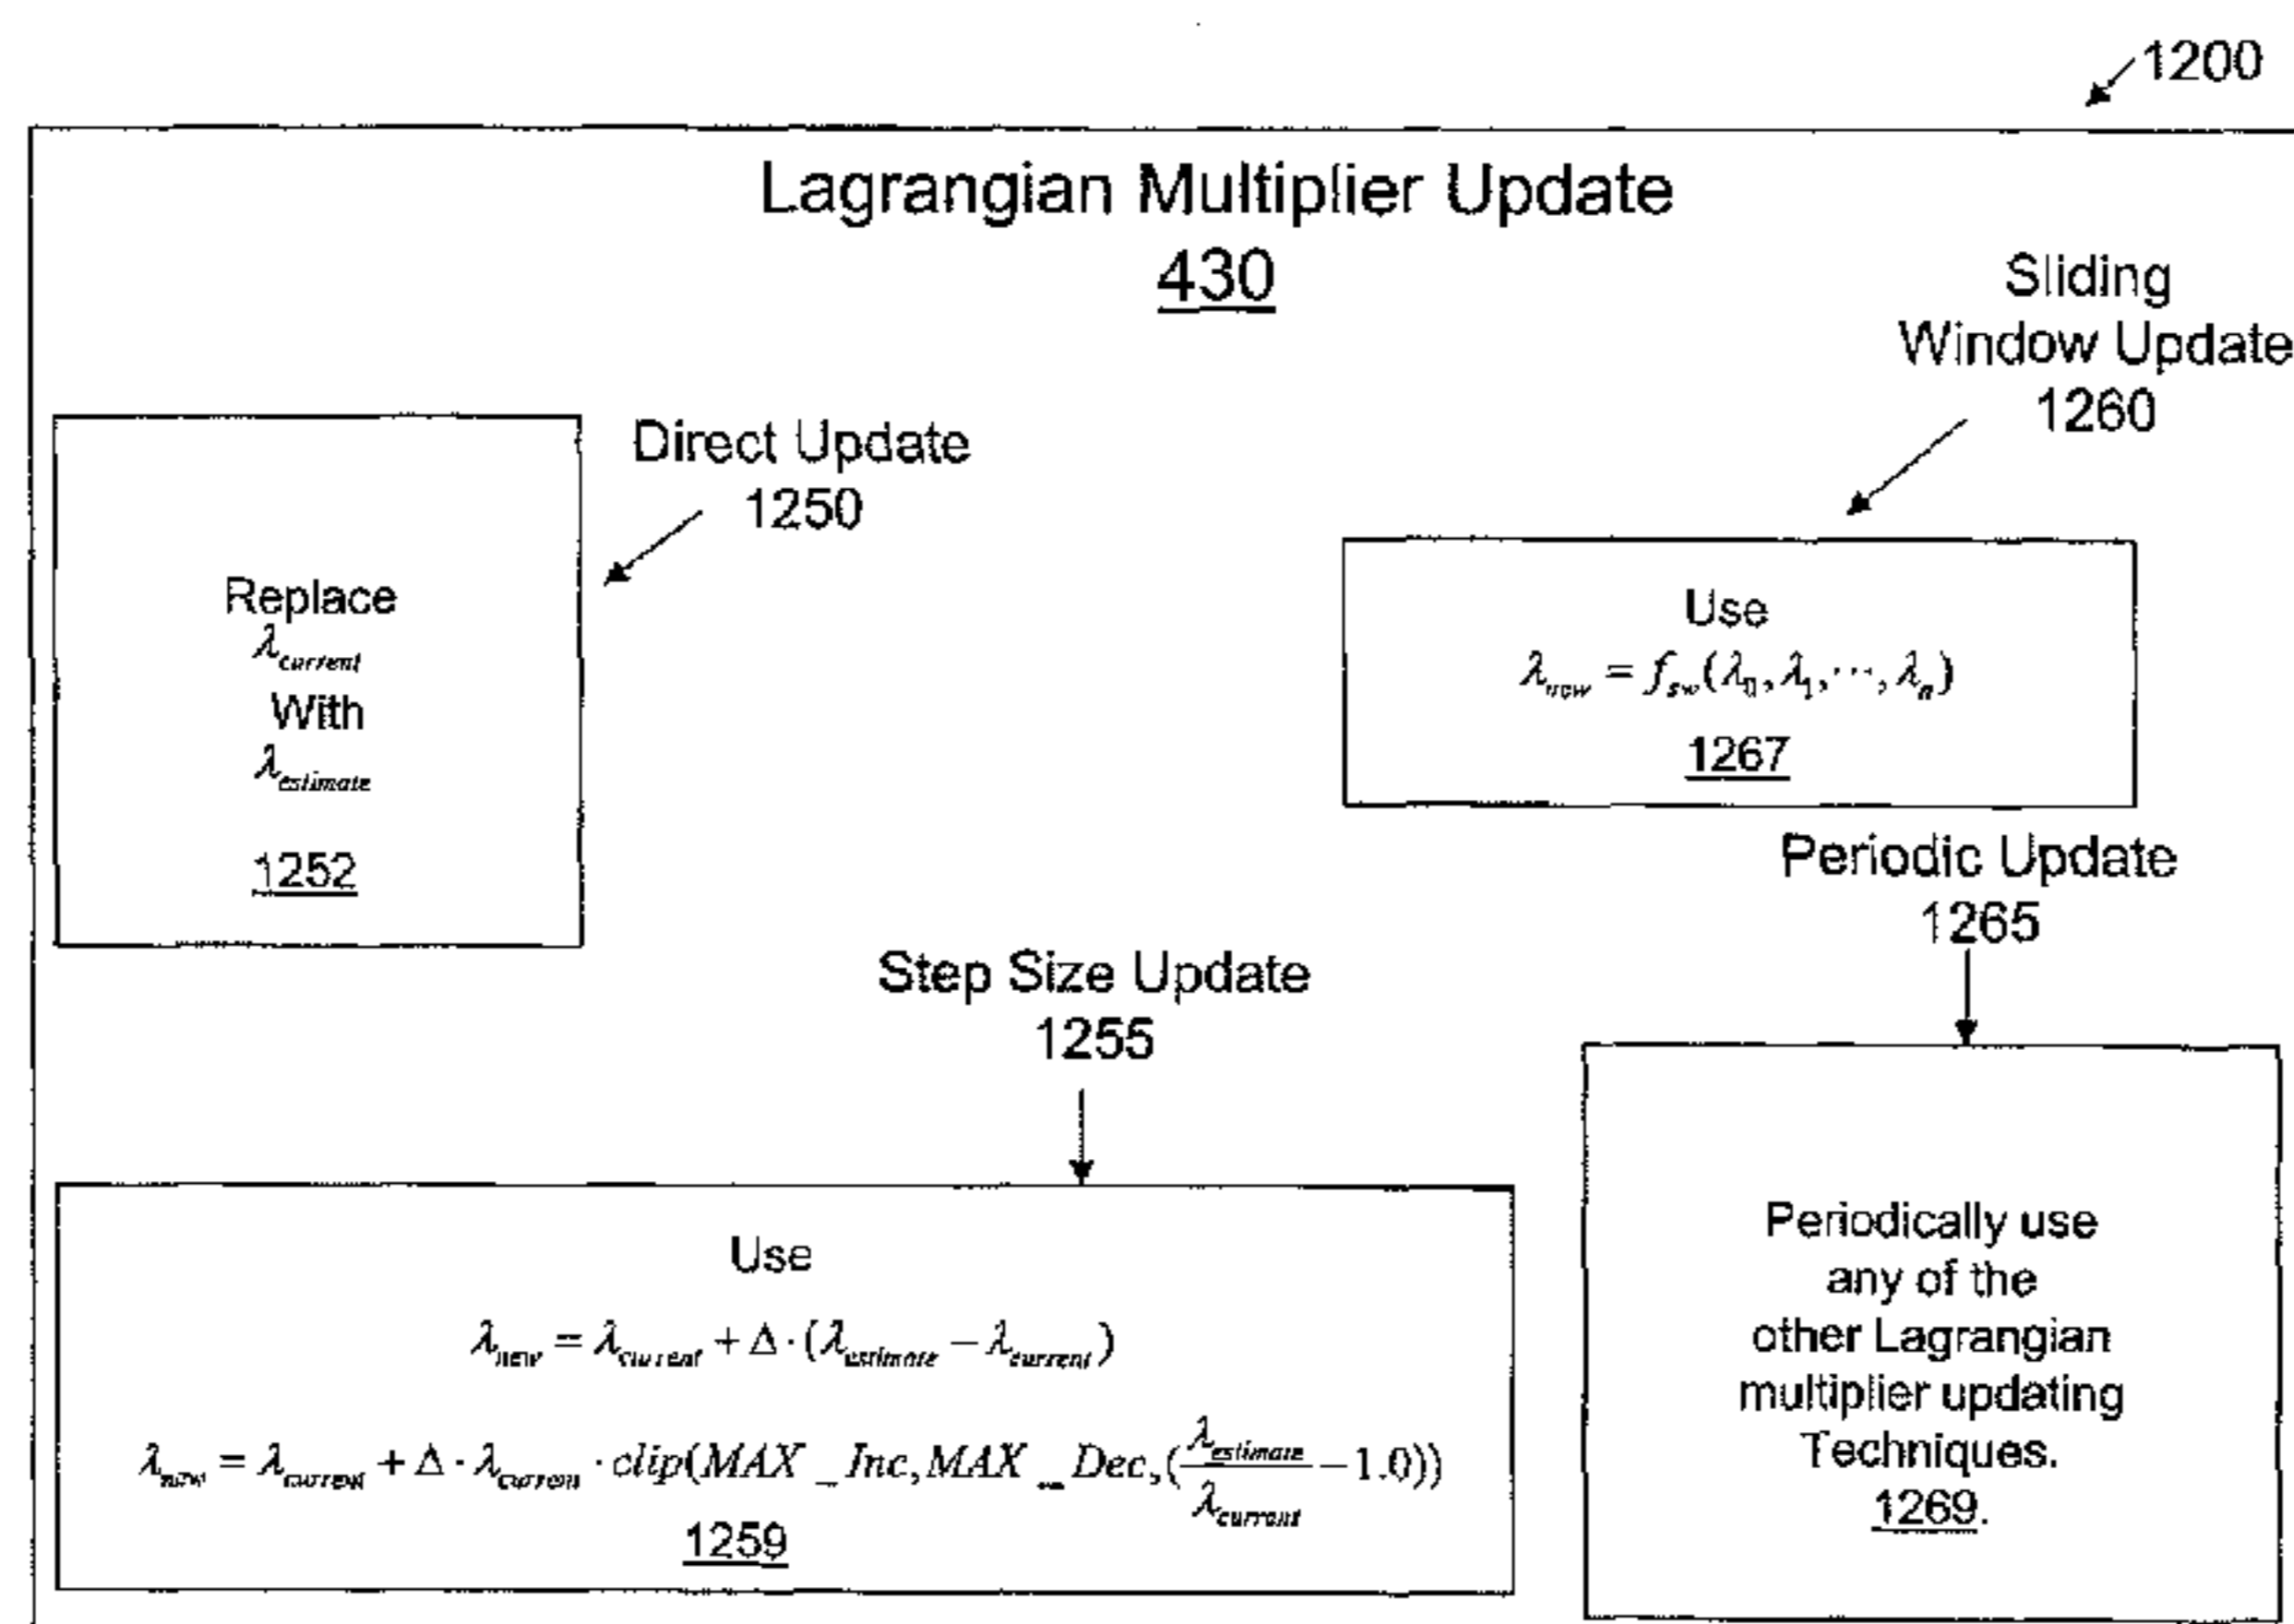 1200
Lagrangian Multiplier Update
430
Sliding
Window Update
1260
Direct Update
1250
Replace
λ_current
With
λ_estimate
1252
Use
λ_new = f_sw(λ_0, λ_1, ⋯, λ_n)
1267
Periodic Update
1265
Step Size Update
1255
Use
λ_new = λ_current + Δ · (λ_estimate − λ_current)
λ_new = λ_current + Δ · λ_current · clip(MAX_Inc, MAX_Dec, (λ_estimate/λ_current − 1.0))
1259
Periodically use
any of the
other Lagrangian
multiplier updating
Techniques.
1269.